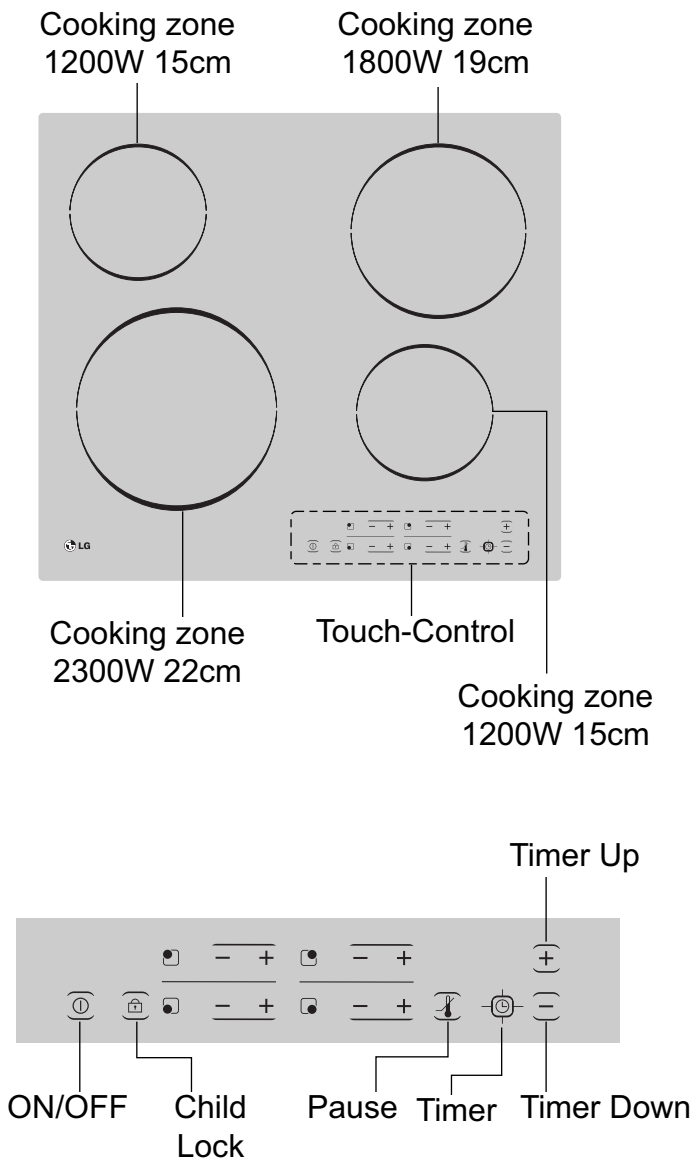 Cooking zone
1200W 15cm
Cooking zone
1800W 19cm
LG
Cooking zone
2300W 22cm
Touch-Control
Cooking zone
1200W 15cm
Timer Up
ON/OFF
Child
Lock
Pause
Timer
Timer Down